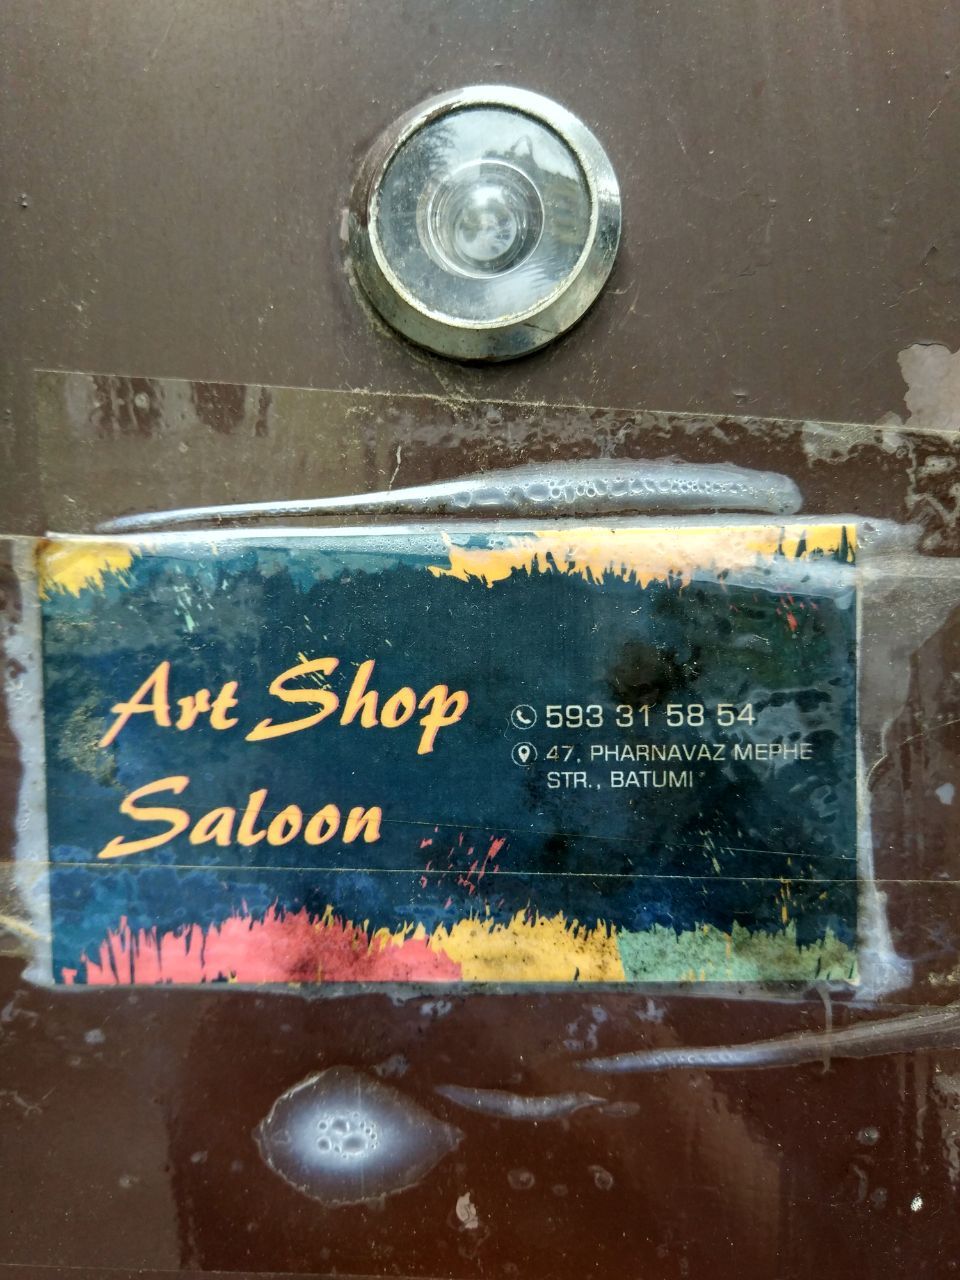 Art Shop
Saloon
593 31 58 54
47, PHARNAVAZ MEPHE
STR., BATUMI